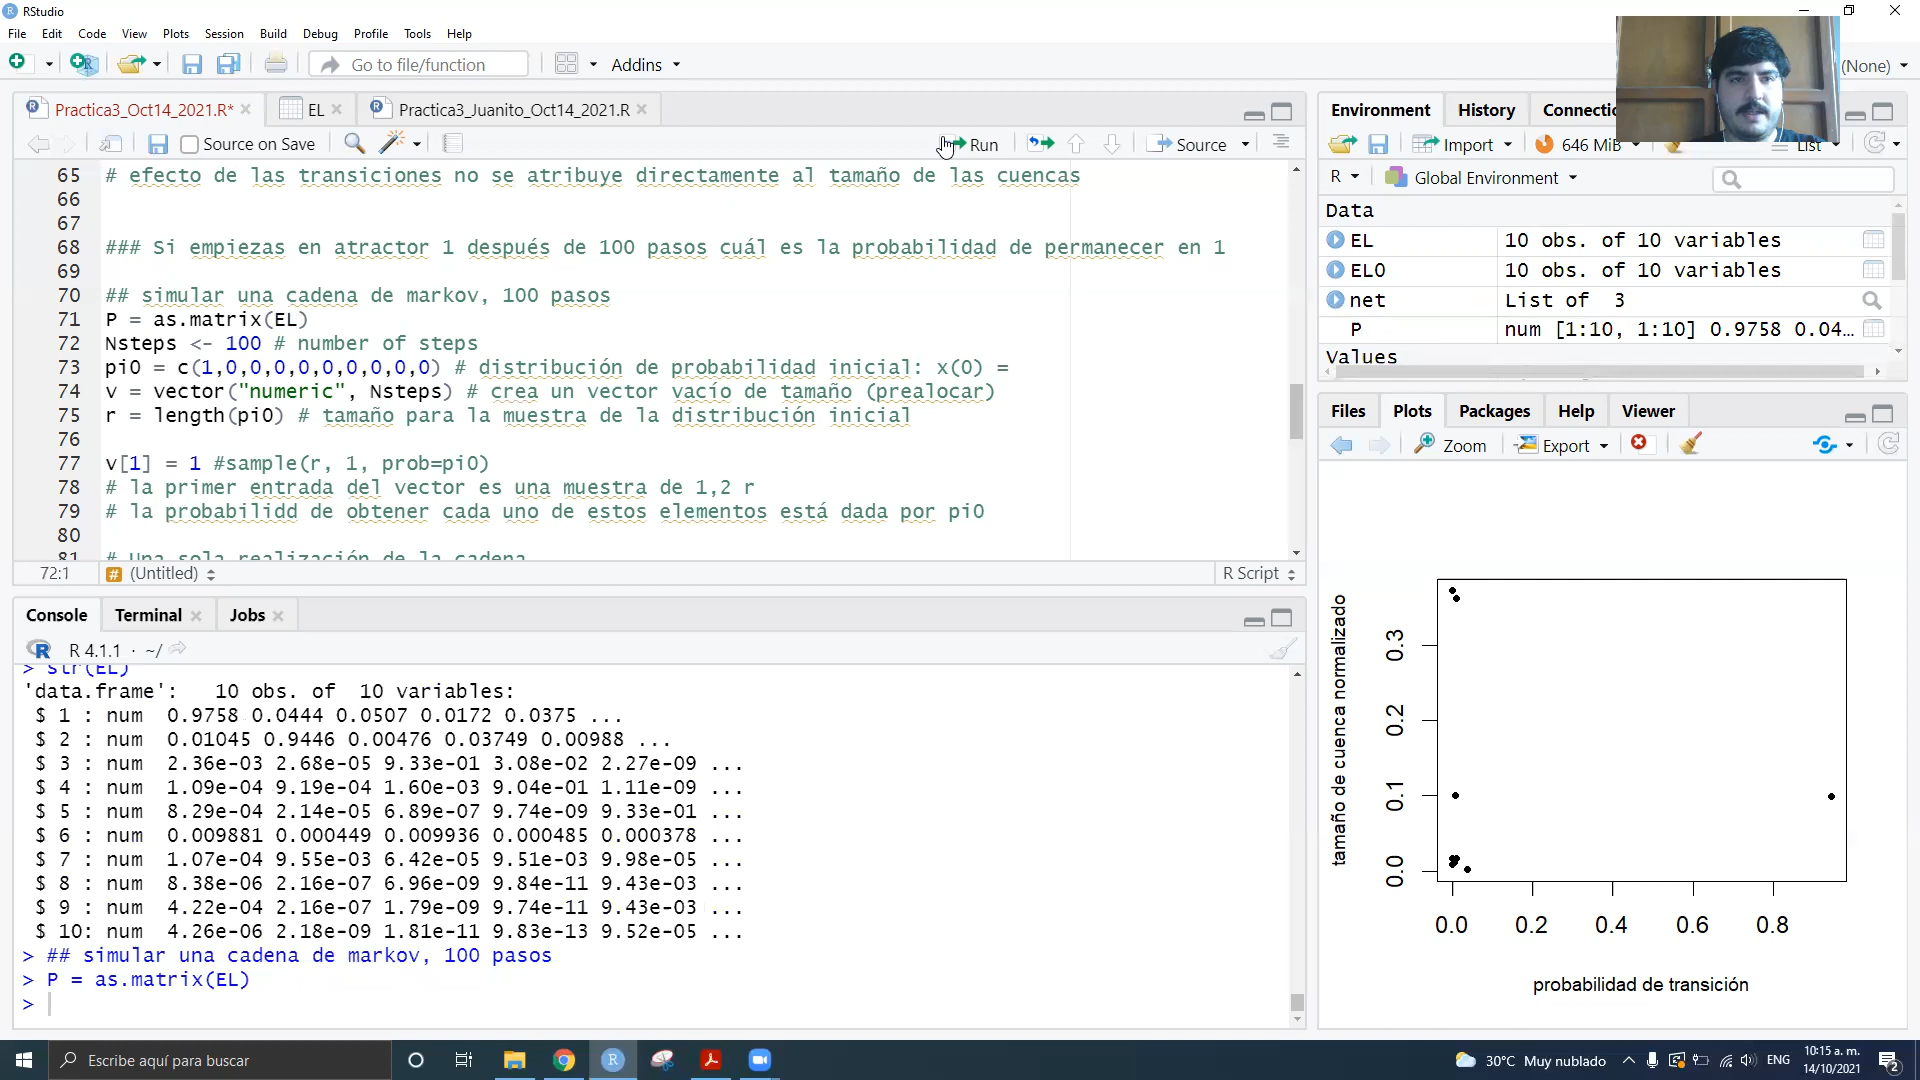 RStudio
File Edit Code View Plots Session Build Debug Profile Tools Help
Go to file/function Addins (None)
Practica3_Oct14_2021.R* EL Practica3_Juanito_Oct14_2021.R
Source on Save Run Source
65 # efecto de las transiciones no se atribuye directamente al tamaño de las cuencas
66
67
68 ### Si empiezas en atractor 1 después de 100 pasos cuál es la probabilidad de permanecer en 1
69
70 ## simular una cadena de markov, 100 pasos
71 P = as.matrix(EL)
72 Nsteps <- 100 # number of steps
73 pi0 = c(1,0,0,0,0,0,0,0,0,0) # distribución de probabilidad inicial: x(0) =
74 v = vector("numeric", Nsteps) # crea un vector vacío de tamaño (prealocar)
75 r = length(pi0) # tamaño para la muestra de la distribución inicial
76
77 v[1] = 1 #sample(r, 1, prob=pi0)
78 # la primer entrada del vector es una muestra de 1,2 r
79 # la probabilidd de obtener cada uno de estos elementos está dada por pi0
80
81 # Una sola realización de la cadena
72:1 # (Untitled) R Script
Console Terminal Jobs
R 4.1.1 · ~/
> str(EL)
'data.frame': 10 obs. of 10 variables:
$ 1 : num 0.9758 0.0444 0.0507 0.0172 0.0375 ...
$ 2 : num 0.01045 0.9446 0.00476 0.03749 0.00988 ...
$ 3 : num 2.36e-03 2.68e-05 9.33e-01 3.08e-02 2.27e-09 ...
$ 4 : num 1.09e-04 9.19e-04 1.60e-03 9.04e-01 1.11e-09 ...
$ 5 : num 8.29e-04 2.14e-05 6.89e-07 9.74e-09 9.33e-01 ...
$ 6 : num 0.009881 0.000449 0.009936 0.000485 0.000378 ...
$ 7 : num 1.07e-04 9.55e-03 6.42e-05 9.51e-03 9.98e-05 ...
$ 8 : num 8.38e-06 2.16e-07 6.96e-09 9.84e-11 9.43e-03 ...
$ 9 : num 4.22e-04 2.16e-07 1.79e-09 9.74e-11 9.43e-03 ...
$ 10: num 4.26e-06 2.18e-09 1.81e-11 9.83e-13 9.52e-05 ...
> ## simular una cadena de markov, 100 pasos
> P = as.matrix(EL)
>
Environment History
Import 646 MiB List
R Global Environment
Data
EL 10 obs. of 10 variables
EL0 10 obs. of 10 variables
net List of 3
P num [1:10, 1:10] 0.9758 0.04...
Values
Files Plots Packages Help Viewer
Zoom Export
tamaño de cuenca normalizado
0.3
0.2
0.1
0.0
0.0 0.2 0.4 0.6 0.8
probabilidad de transición
Escribe aquí para buscar
30°C Muy nublado ENG
10:15 a. m.
14/10/2021
2